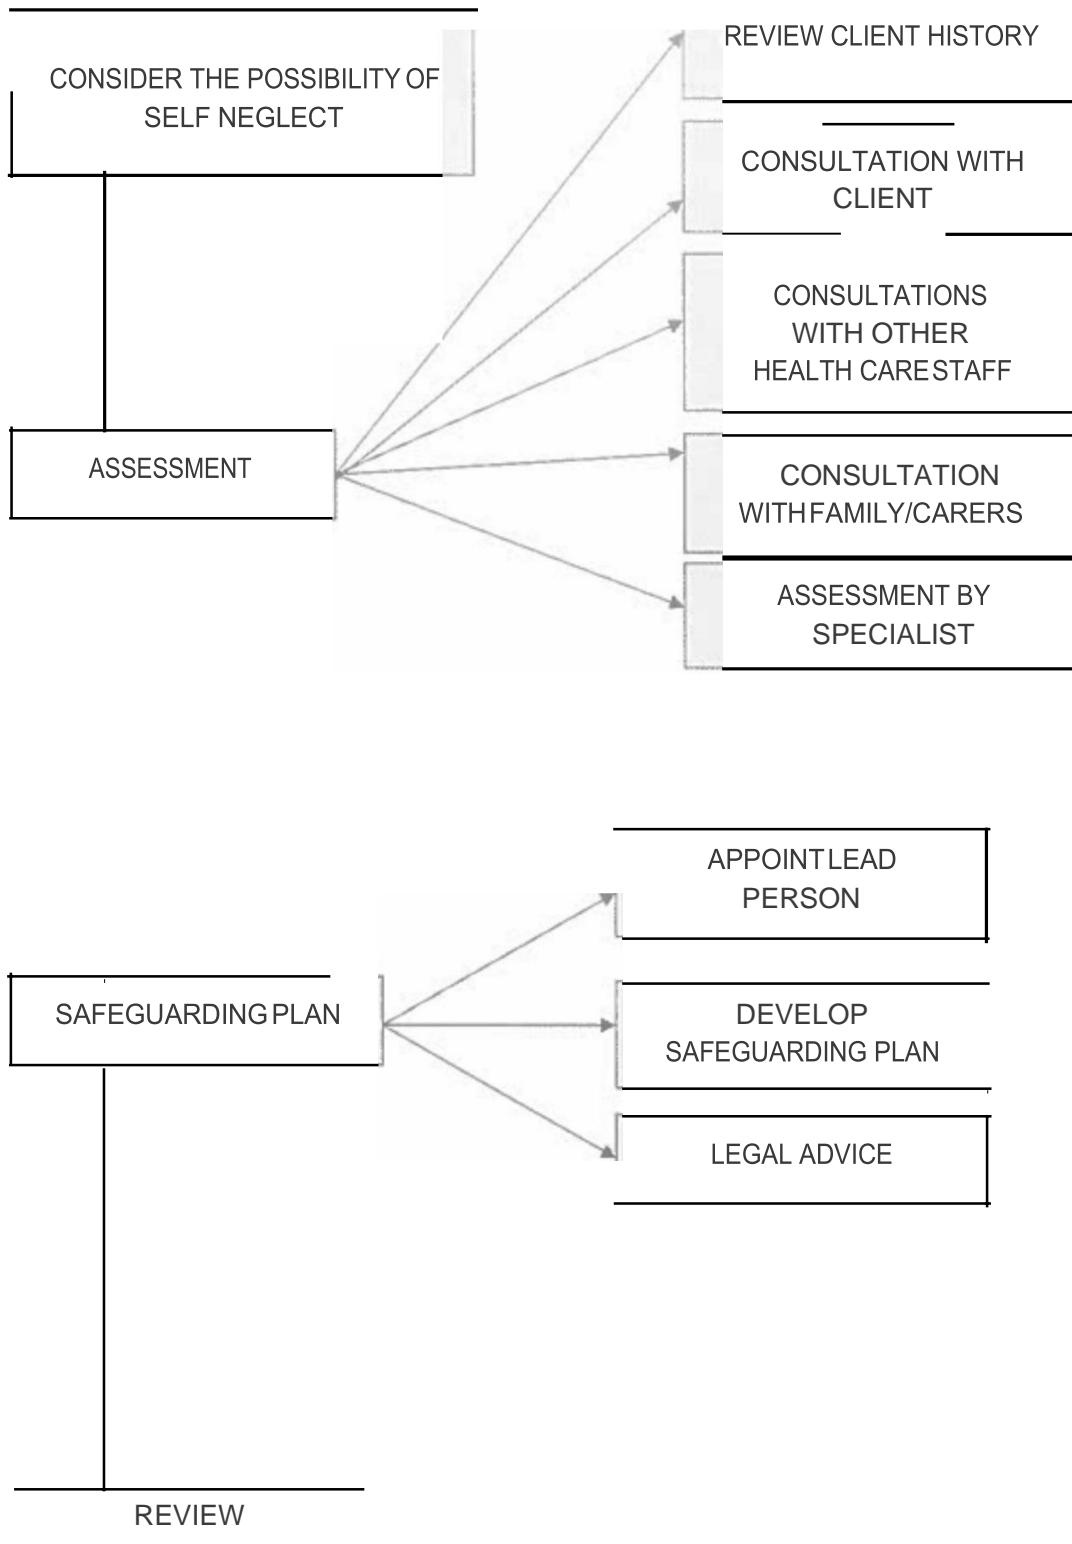 CONSIDER THE POSSIBILITY OF
SELF NEGLECT
REVIEW CLIENT HISTORY
CONSULTATION WITH
CLIENT
CONSULTATIONS
WITH OTHER
HEALTH CARE STAFF
ASSESSMENT
CONSULTATION
WITH FAMILY/CARERS
ASSESSMENT BY
SPECIALIST
APPOINT LEAD
PERSON
SAFEGUARDING PLAN
DEVELOP
SAFEGUARDING PLAN
LEGAL ADVICE
REVIEW